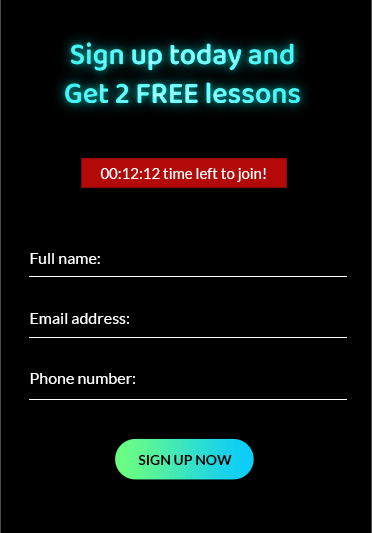 Sign up today and
Get 2 FREE lessons
00:12:12 time left to join!
Full name:
Email address:
Phone number:
SIGN UP NOW